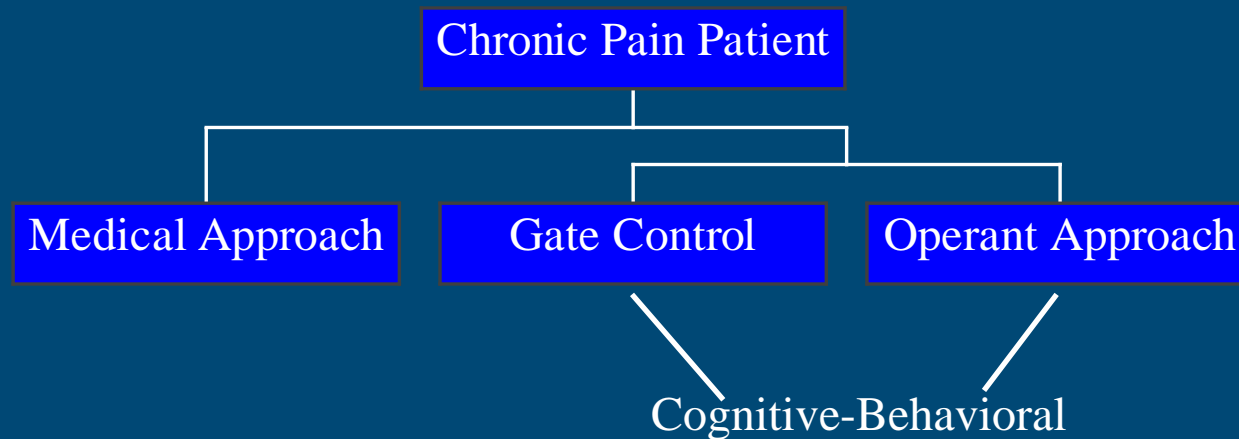 Chronic Pain Patient
Medical Approach
Gate Control
Operant Approach
Cognitive-Behavioral